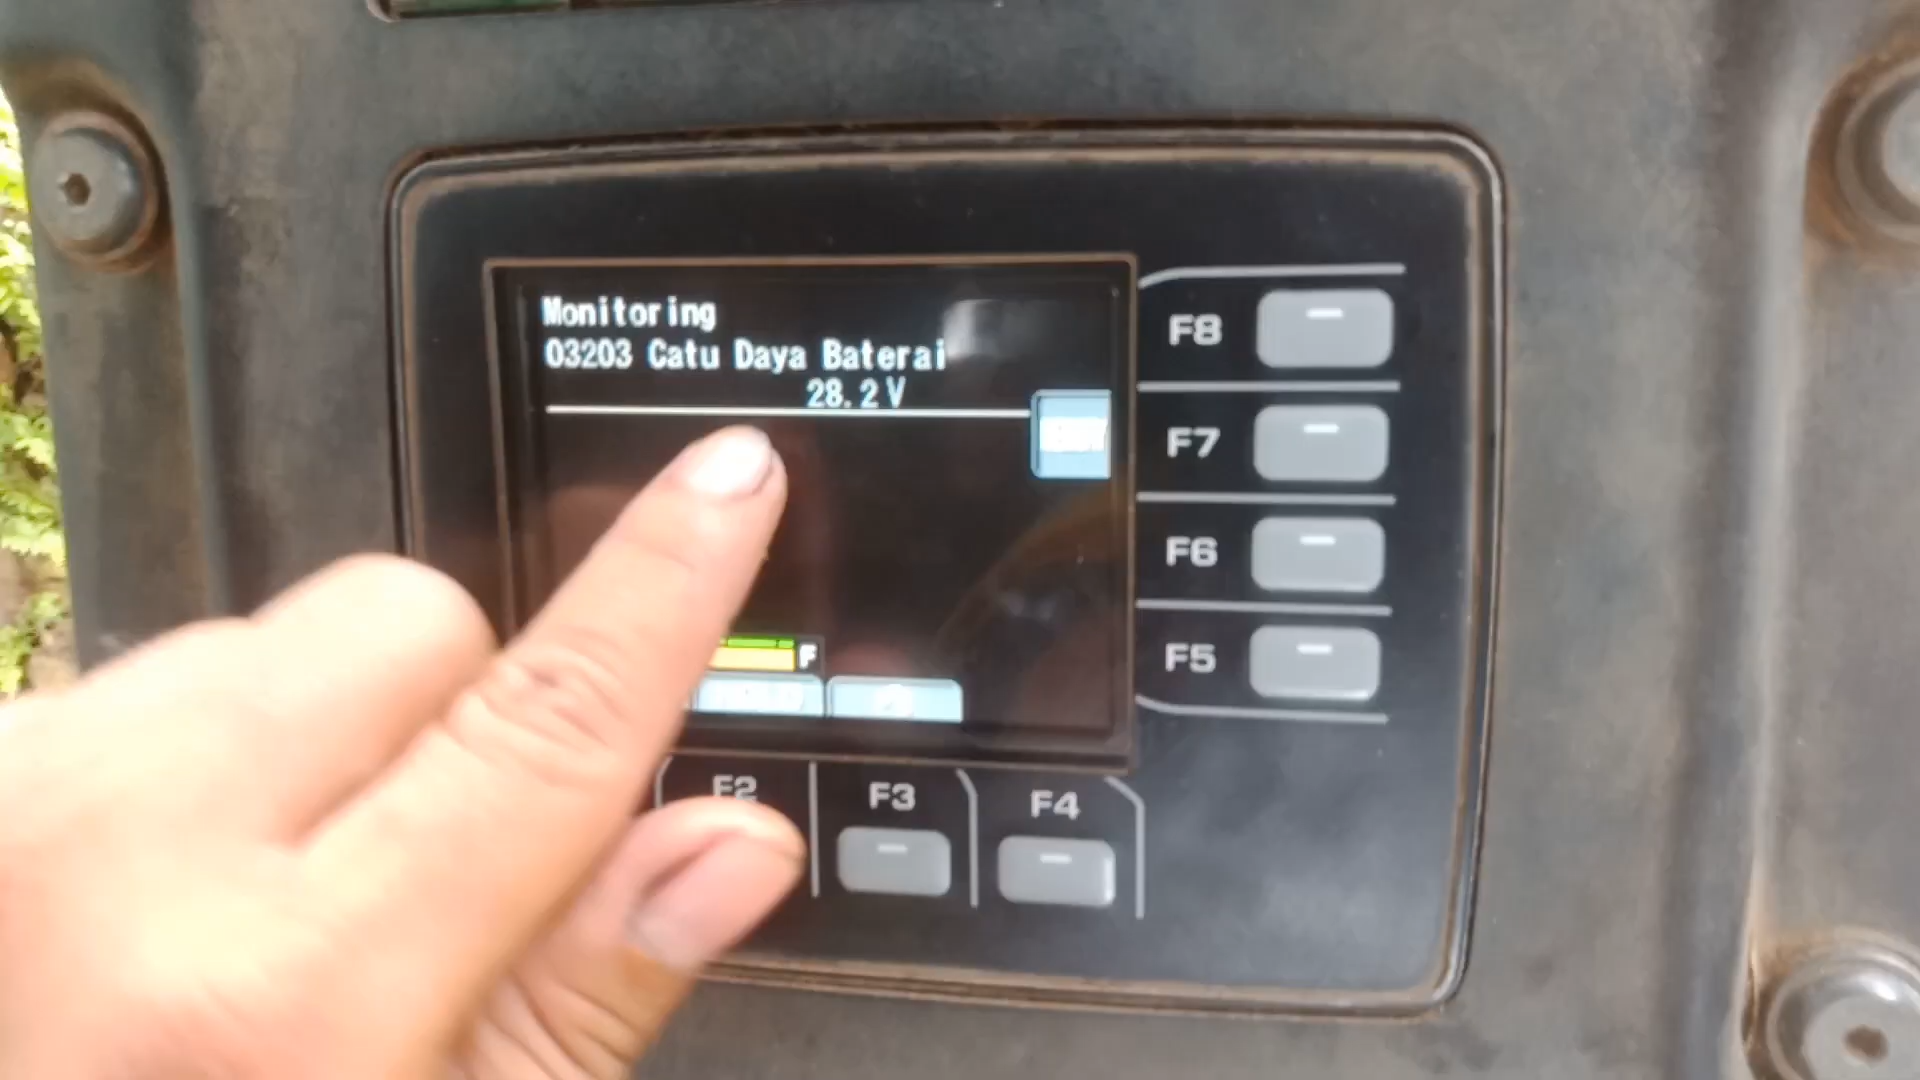 Monitoring
03203 Catu Daya Baterai
28.2 V
F
F8
F7
F6
F5
F2
F3
F4